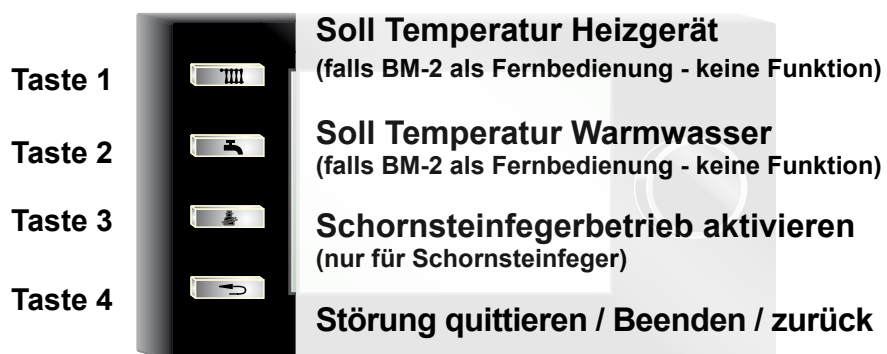 Taste 1
Soll Temperatur Heizgerät
(falls BM-2 als Fernbedienung - keine Funktion)
Taste 2
Soll Temperatur Warmwasser
(falls BM-2 als Fernbedienung - keine Funktion)
Taste 3
Schornsteinfegerbetrieb aktivieren
(nur für Schornsteinfeger)
Taste 4
Störung quittieren / Beenden / zurück